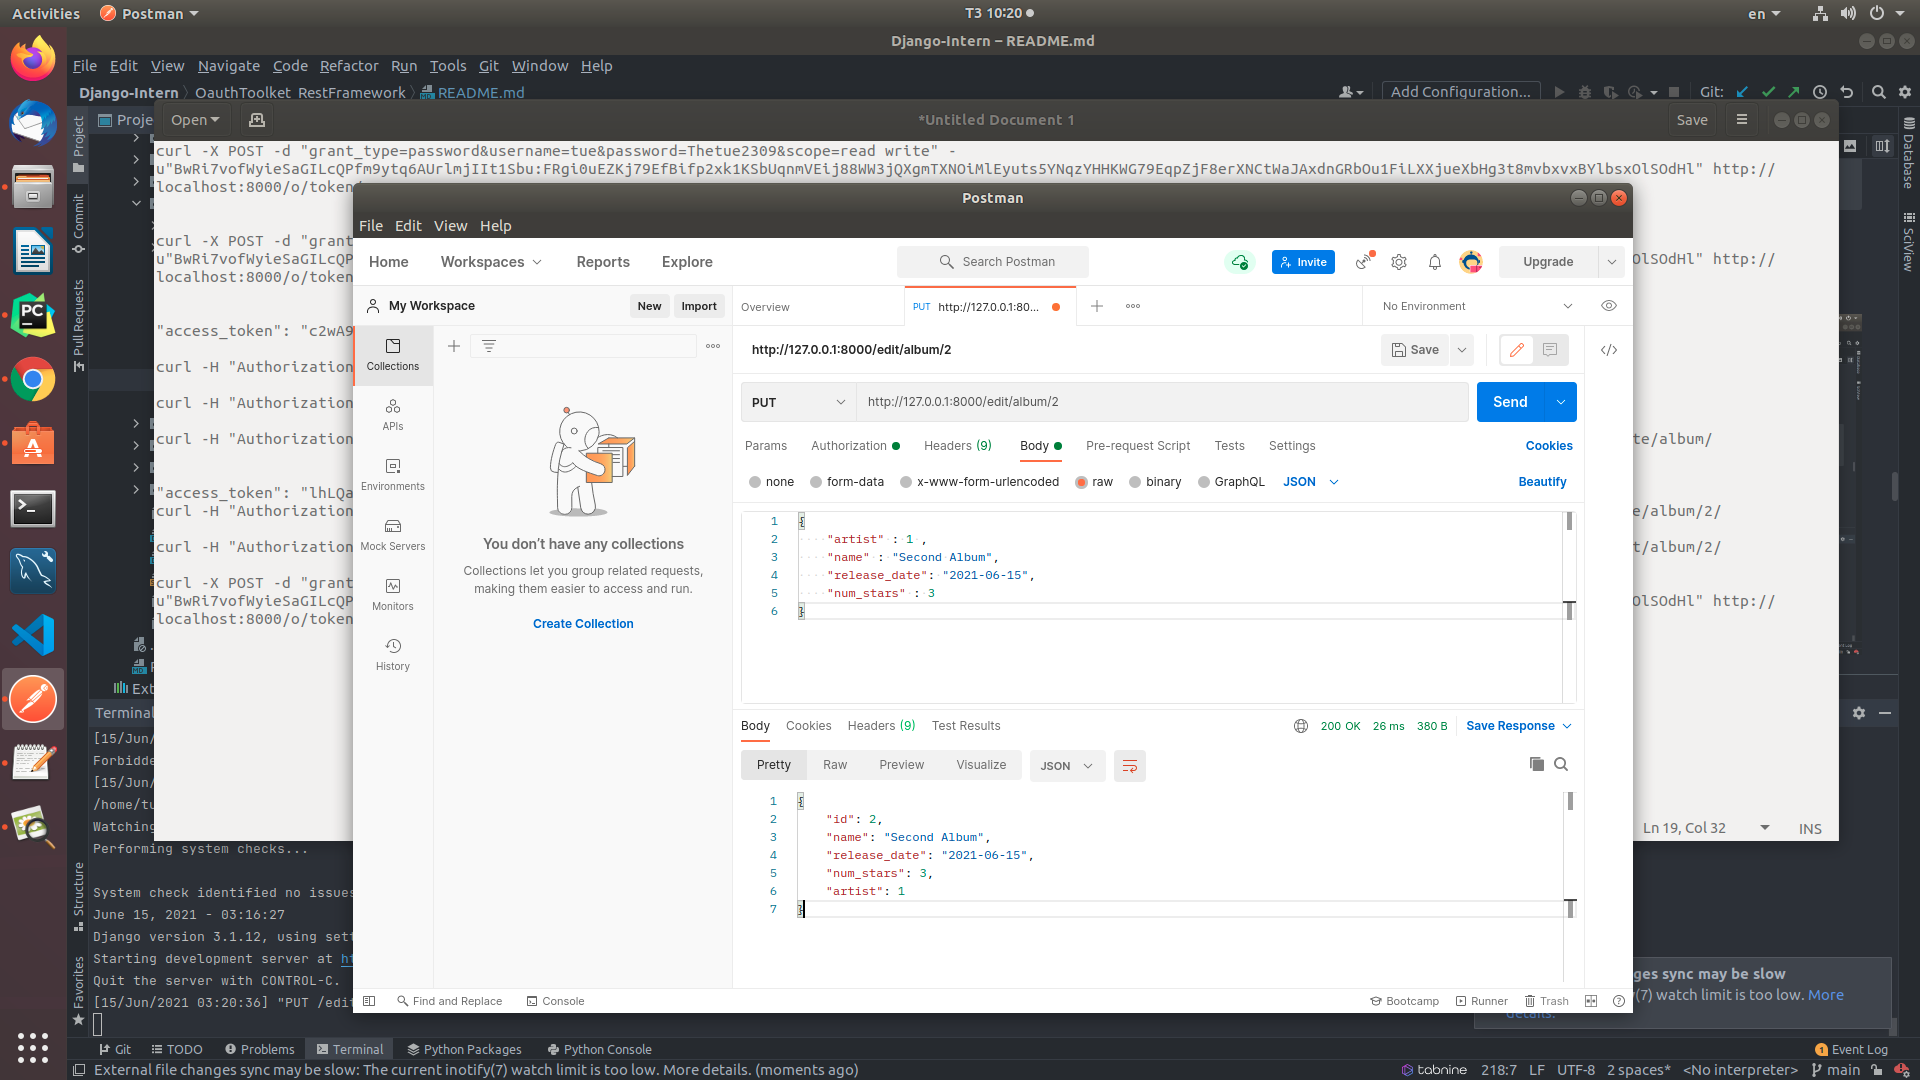 Activities Postman T3 10:20 en
Django-Intern – README.md
File Edit View Navigate Code Refactor Run Tools Git Window Help
Django-Intern OauthToolket_RestFramework README.md Add Configuration... Git:
Open *Untitled Document 1 Save
Project
Commit
Pull Requests
Structure
Favorites
Database
SciView
curl -X POST -d "grant_type=password&username=tue&password=Thetue2309&scope=read write" -
localhost:8000/o/token
curl -X POST -d "grant
localhost:8000/o/token
"access_token": "c2wA9
curl -H "Authorization
curl -H "Authorization
curl -H "Authorization te/album/
"access_token": "lhLQa
curl -H "Authorization e/album/2/
curl -H "Authorization t/album/2/
curl -X POST -d "grant
u"BwRi7vofWyieSaGILcQP OlSOdHl" http://
localhost:8000/o/token
Ln 19, Col 32 INS
Postman
File Edit View Help
Home Workspaces Reports Explore Search Postman Invite Upgrade
My Workspace New Import
Overview PUT http://127.0.0.1:80... No Environment
Collections
APIs
Environments
Mock Servers
Monitors
History
You don’t have any collections
Collections let you group related requests,
making them easier to access and run.
Create Collection
http://127.0.0.1:8000/edit/album/2 Save
PUT http://127.0.0.1:8000/edit/album/2 Send
Params Authorization Headers (9) Body Pre-request Script Tests Settings Cookies
none form-data x-www-form-urlencoded raw binary GraphQL JSON Beautify
1 {
2 "artist" : 1 ,
3 "name" : "Second Album",
4 "release_date": "2021-06-15",
5 "num_stars" : 3
6 }
Body Cookies Headers (9) Test Results 200 OK 26 ms 380 B Save Response
Pretty Raw Preview Visualize JSON
1 {
2 "id": 2,
3 "name": "Second Album",
4 "release_date": "2021-06-15",
5 "num_stars": 3,
6 "artist": 1
7 }
Find and Replace Console Bootcamp Runner Trash
Terminal
[15/Jun/
Forbidde
[15/Jun/
/home/tu
Watching
Performing system checks...
System check identified no issues
June 15, 2021 - 03:16:27
Django version 3.1.12, using sett
Starting development server at ht
Quit the server with CONTROL-C.
[15/Jun/2021 03:20:36] "PUT /edit
ges sync may be slow
y(7) watch limit is too low. More
details.
Git TODO Problems Terminal Python Packages Python Console 1 Event Log
External file changes sync may be slow: The current inotify(7) watch limit is too low. More details. (moments ago) tabnine 218:7 LF UTF-8 2 spaces* <No interpreter> main